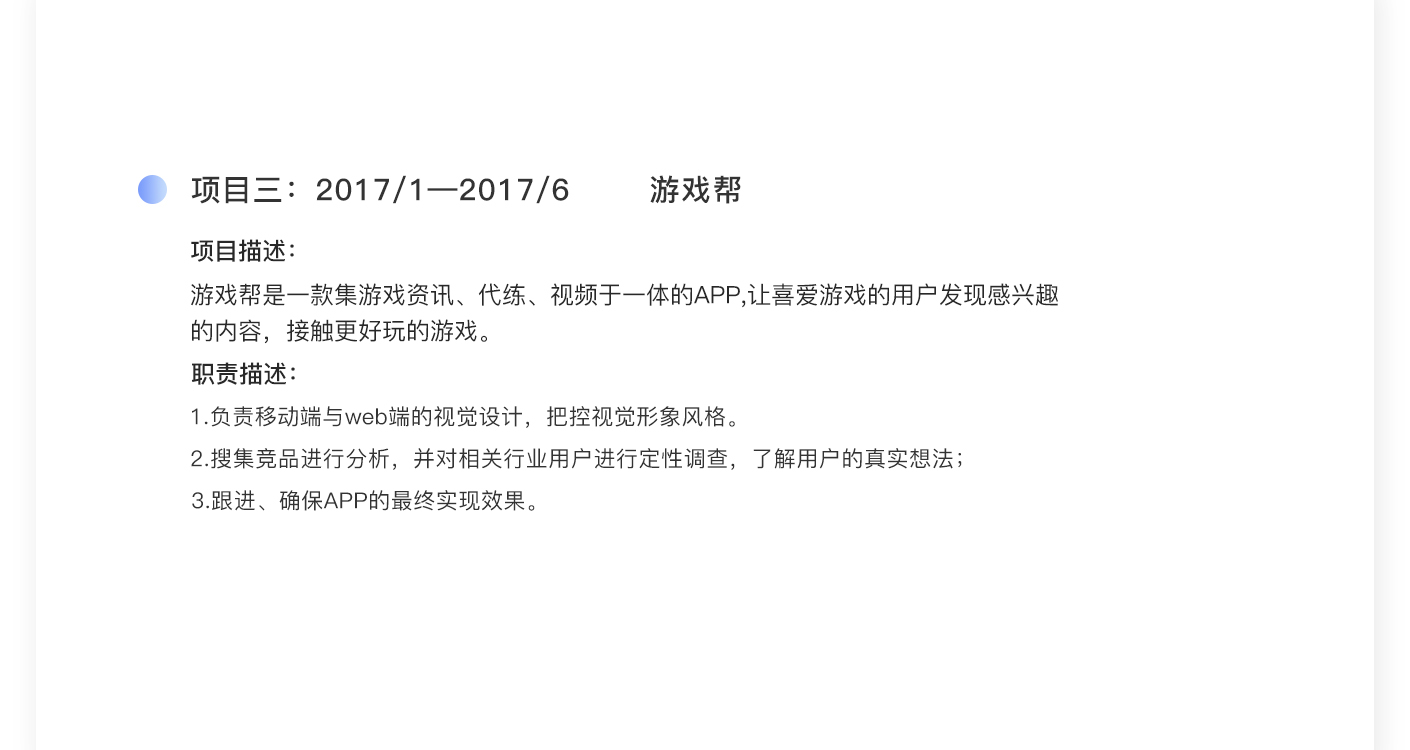 项目三：2017/1—2017/6 游戏帮
项目描述：
游戏帮是一款集游戏资讯、代练、视频于一体的APP,让喜爱游戏的用户发现感兴趣
的内容，接触更好玩的游戏。
职责描述：
1.负责移动端与web端的视觉设计，把控视觉形象风格。
2.搜集竞品进行分析，并对相关行业用户进行定性调查，了解用户的真实想法；
3.跟进、确保APP的最终实现效果。